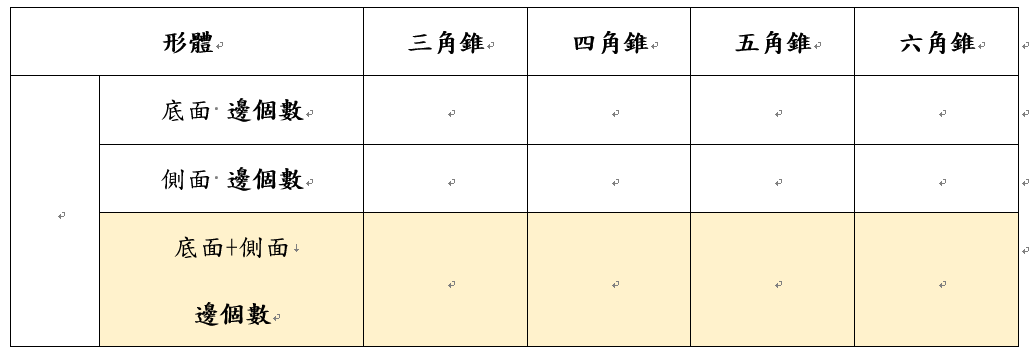 形體 三角錐 四角錐 五角錐 六角錐
底面 邊個數
側面 邊個數
底面+側面
邊個數